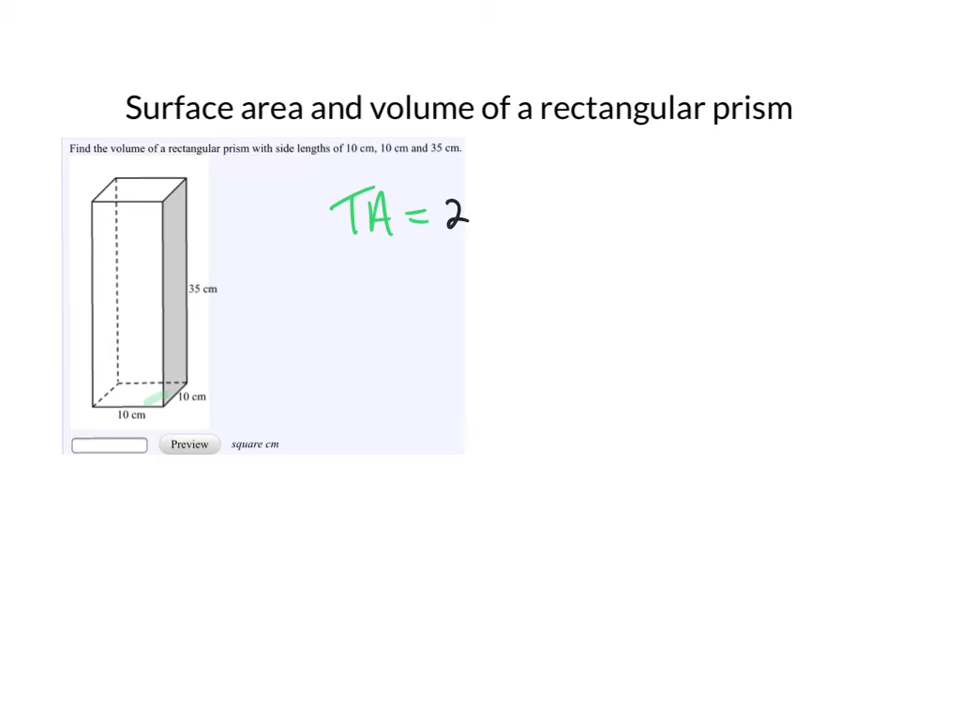 Surface area and volume of a rectangular prism
Find the volume of a rectangular prism with side lengths of 10 cm, 10 cm and 35 cm.
TA = 2
35 cm
10 cm
10 cm
Preview square cm